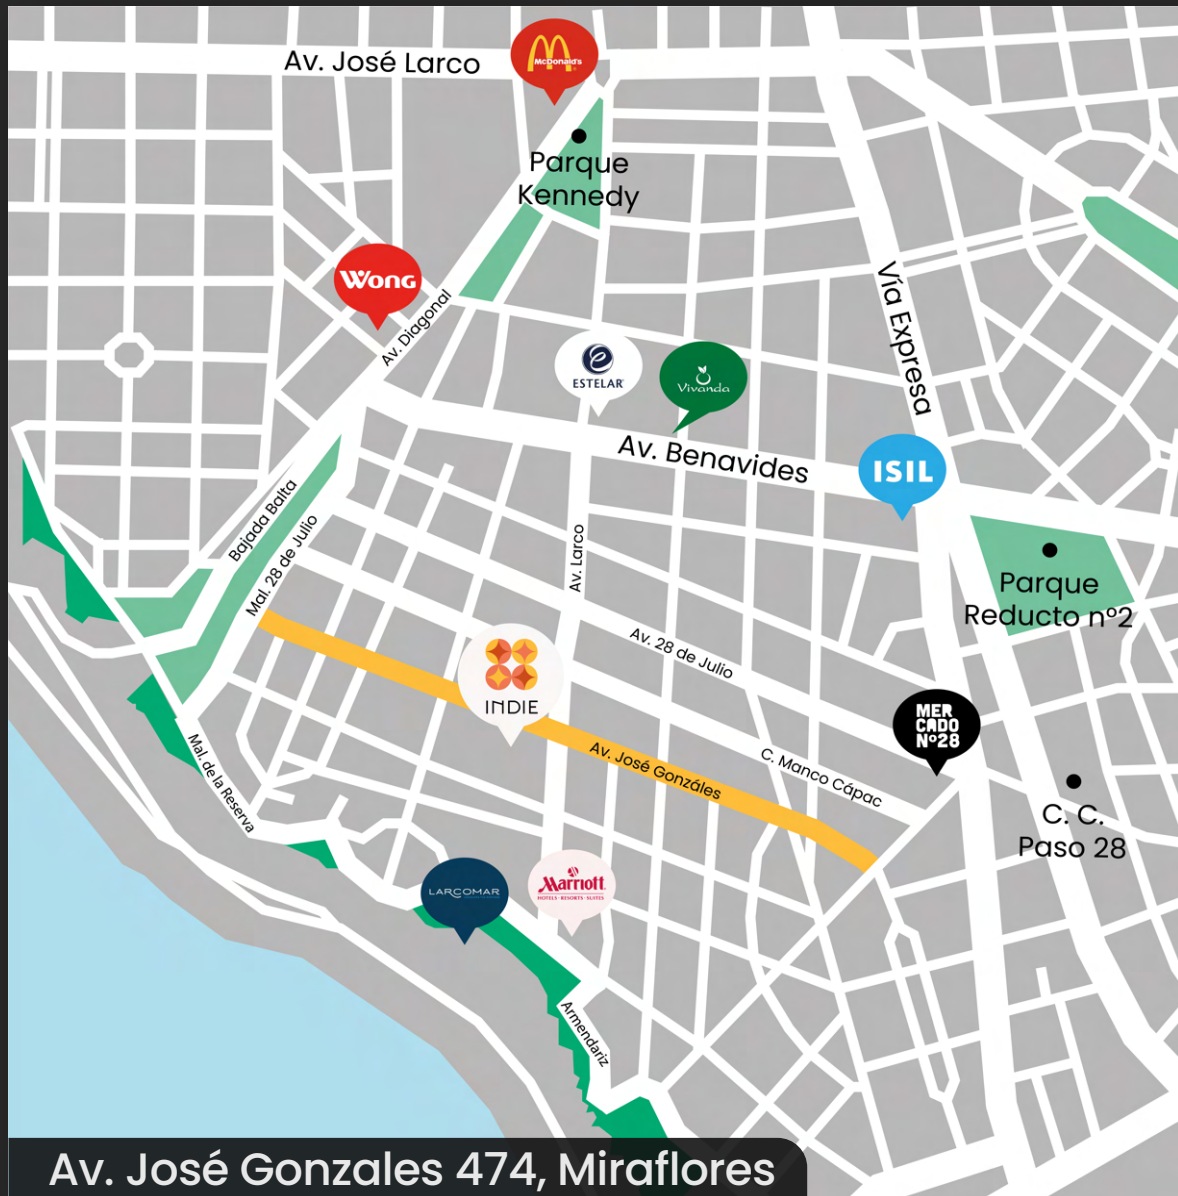 Av. José Larco
McDonald's
Parque
Kennedy
Wong
Av. Diagonal
Vía Expresa
ESTELAR
Vivanda
Av. Benavides
ISIL
Bajada Balta
Mal. 28 de Julio
Av. Larco
Parque
Reducto nº2
Av. 28 de Julio
INDIE
MER
CADO
Nº28
Av. José Gonzáles
C. Manco Cápac
Mal. de la Reserva
C. C.
Paso 28
LARCOMAR
Marriott
HOTELS · RESORTS · SUITES
Armendariz
Av. José Gonzales 474, Miraflores